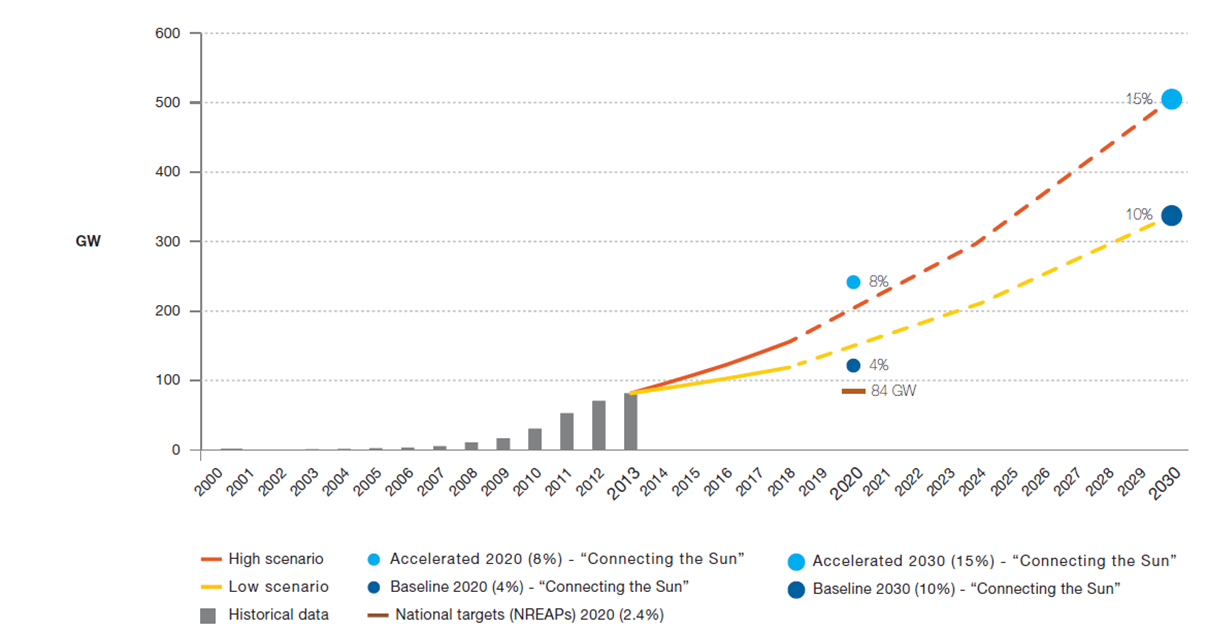 600
500
15%
400
300
10%
GW
8%
200
4%
100
84 GW
0
2000 2001 2002 2003 2004 2005 2006 2007 2008 2009 2010 2011 2012 2013 2014 2015 2016 2017 2018 2019 2020 2021 2022 2023 2024 2025 2026 2027 2028 2029 2030
High scenario
Accelerated 2020 (8%) - “Connecting the Sun”
Accelerated 2030 (15%) - “Connecting the Sun”
Low scenario
Baseline 2020 (4%) - “Connecting the Sun”
Baseline 2030 (10%) - “Connecting the Sun”
Historical data
National targets (NREAPs) 2020 (2.4%)